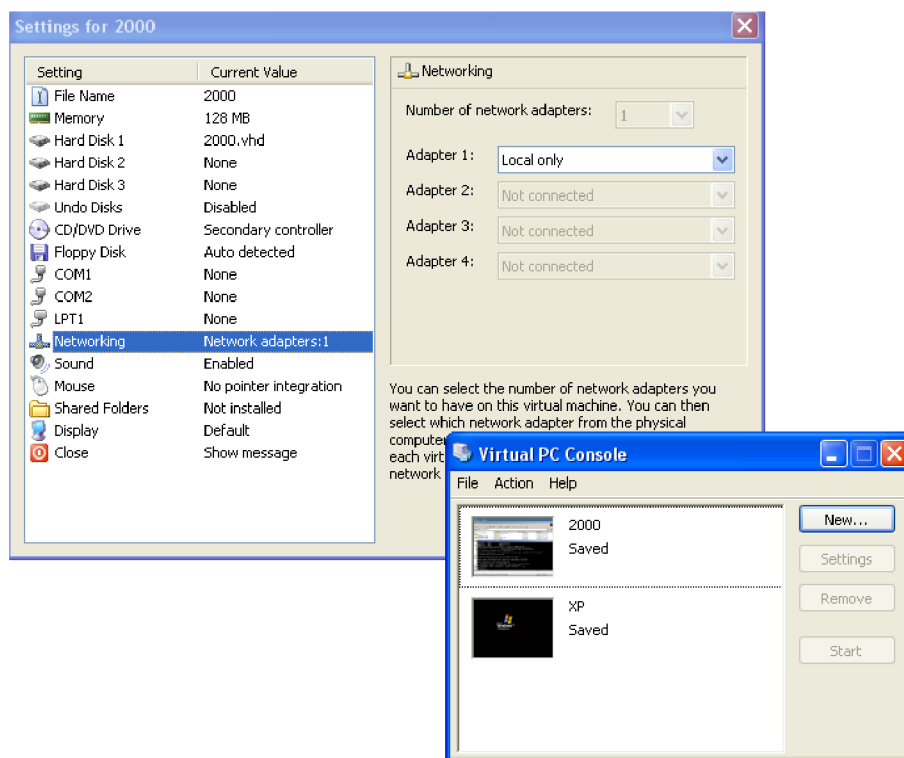 Settings for 2000
Setting Current Value
File Name 2000
Memory 128 MB
Hard Disk 1 2000.vhd
Hard Disk 2 None
Hard Disk 3 None
Undo Disks Disabled
CD/DVD Drive Secondary controller
Floppy Disk Auto detected
COM1 None
COM2 None
LPT1 None
Networking Network adapters:1
Sound Enabled
Mouse No pointer integration
Shared Folders Not installed
Display Default
Close Show message
Networking
Number of network adapters: 1
Adapter 1: Local only
Adapter 2: Not connected
Adapter 3: Not connected
Adapter 4: Not connected
You can select the number of network adapters you
want to have on this virtual machine. You can then
select which network adapter from the physical
computer
each virt
network
Virtual PC Console
File Action Help
2000
Saved
XP
Saved
New...
Settings
Remove
Start